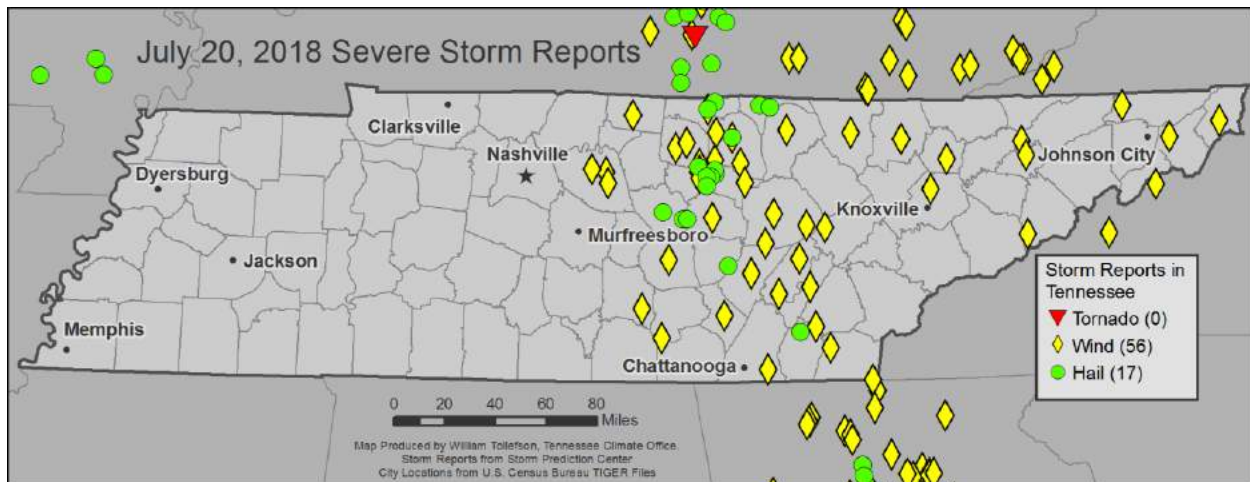 July 20, 2018 Severe Storm Reports
Clarksville
Nashville
Dyersburg
Johnson City
Knoxville
Murfreesboro
Jackson
Storm Reports in
Tennessee
Tornado (0)
Wind (56)
Hail (17)
Memphis
Chattanooga
0 20 40 60 80
Miles
Map Produced by William Tollefson, Tennessee Climate Office.
Storm Reports from Storm Prediction Center
City Locations from U.S. Census Bureau TIGER Files